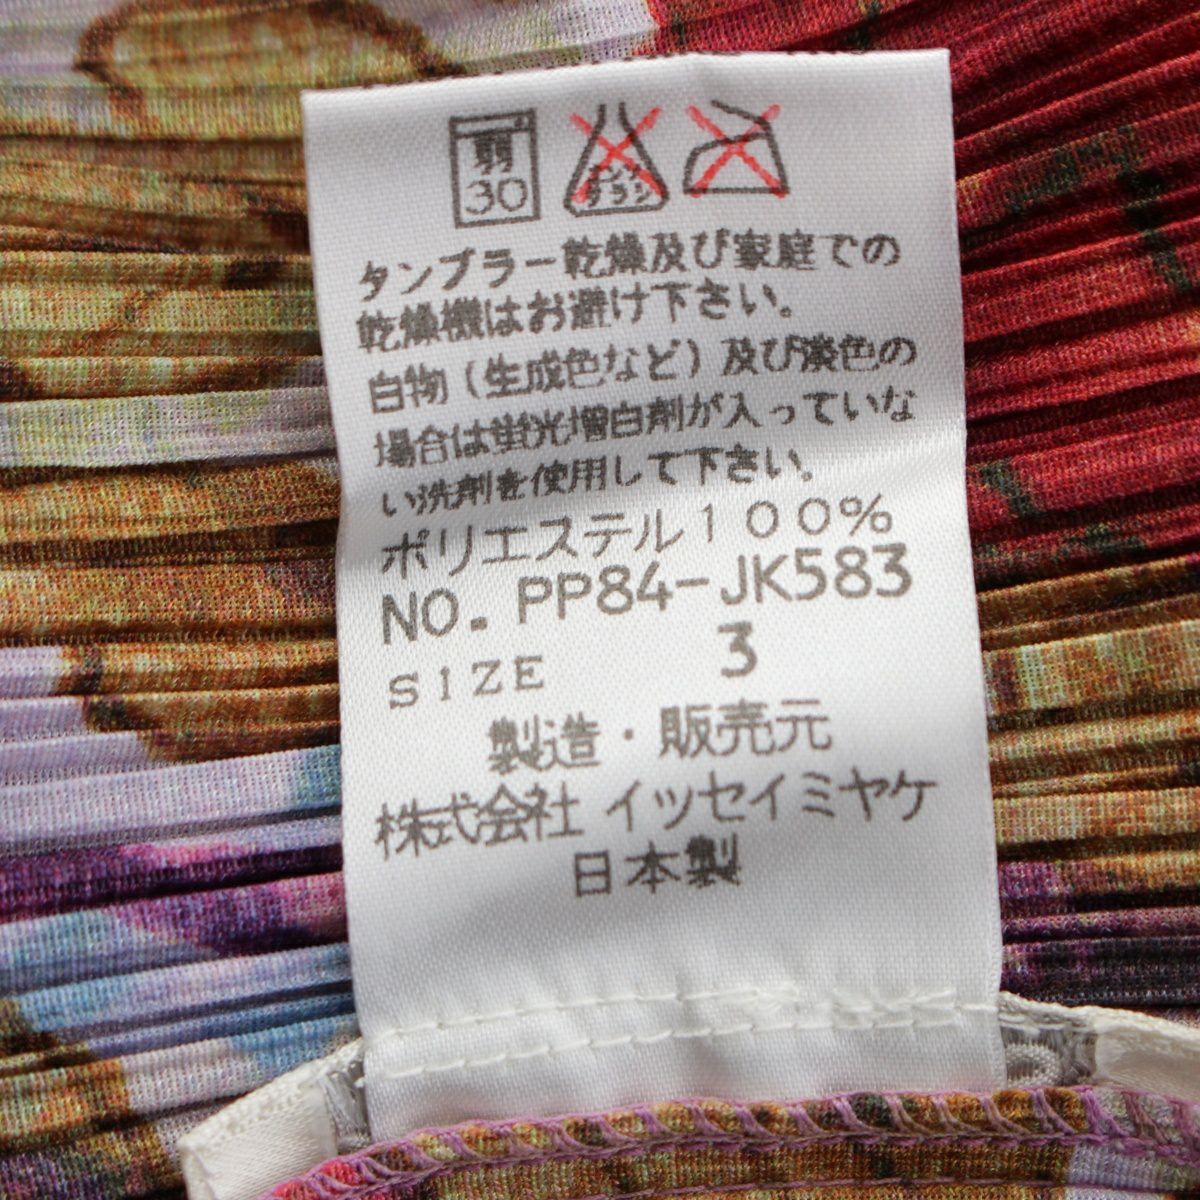 弱
30
エンソ
サラシ
タンブラー乾燥及び家庭での
乾燥機はお避け下さい。
白物(生成色など)及び淡色の
場合は蛍光増白剤が入っていな
い洗剤を使用して下さい。
ポリエステル100%
NO. PP84-JK583
SIZE 3
製造・販売元
株式会社 イッセイミヤケ
日本製